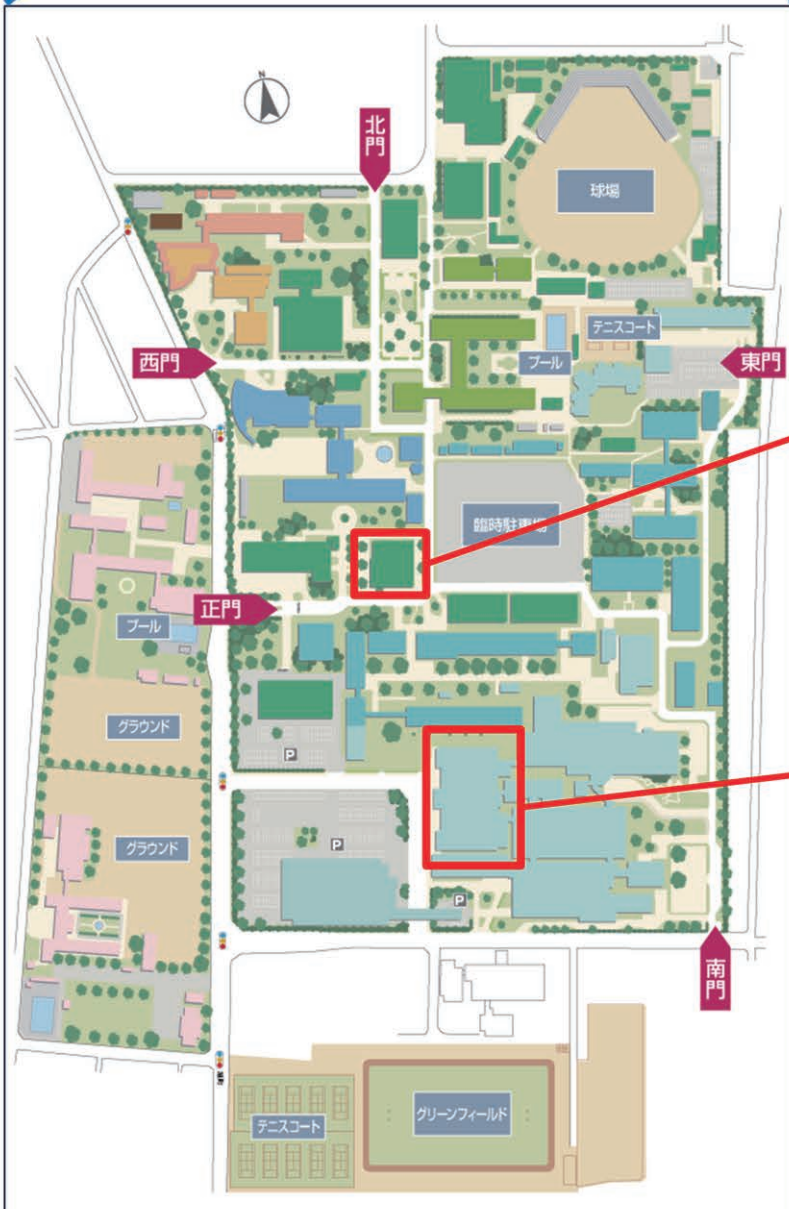 N
北門
球場
テニスコート
西門
プール
東門
臨時駐車場
正門
プール
グラウンド
P
グラウンド
P
P
南門
テニスコート
グリーンフィールド